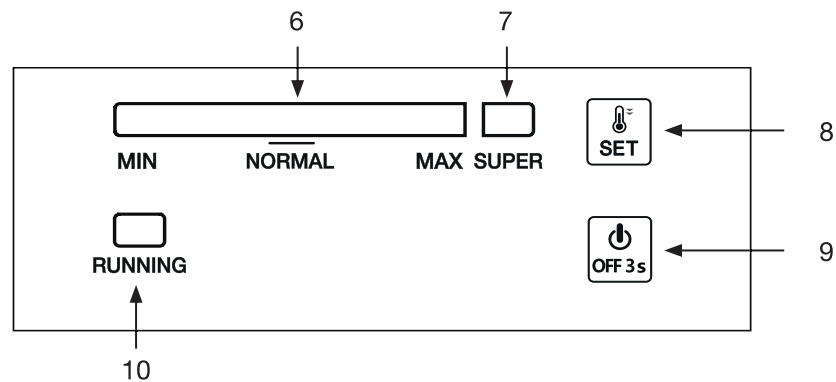 6 7
MIN NORMAL MAX SUPER
SET
8
RUNNING
OFF 3s
9
10